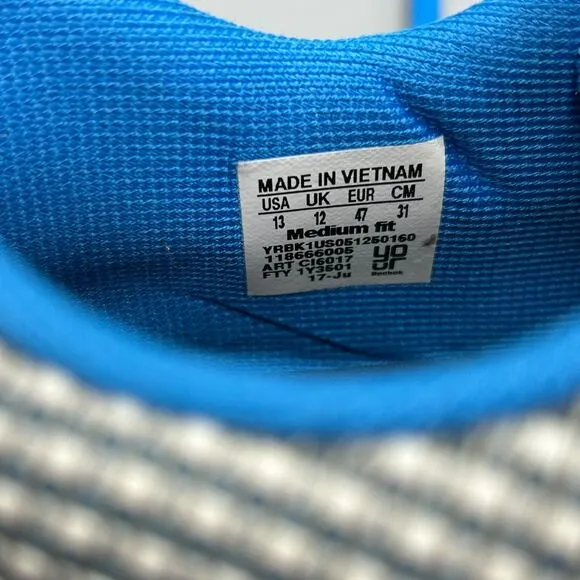 MADE IN VIETNAM
USA UK EUR CM
13 12 47 31
Medium fit
YRBK1US051250160
118666005
ART CI6017
FTY 1Y3501
17-Ju
Reebok